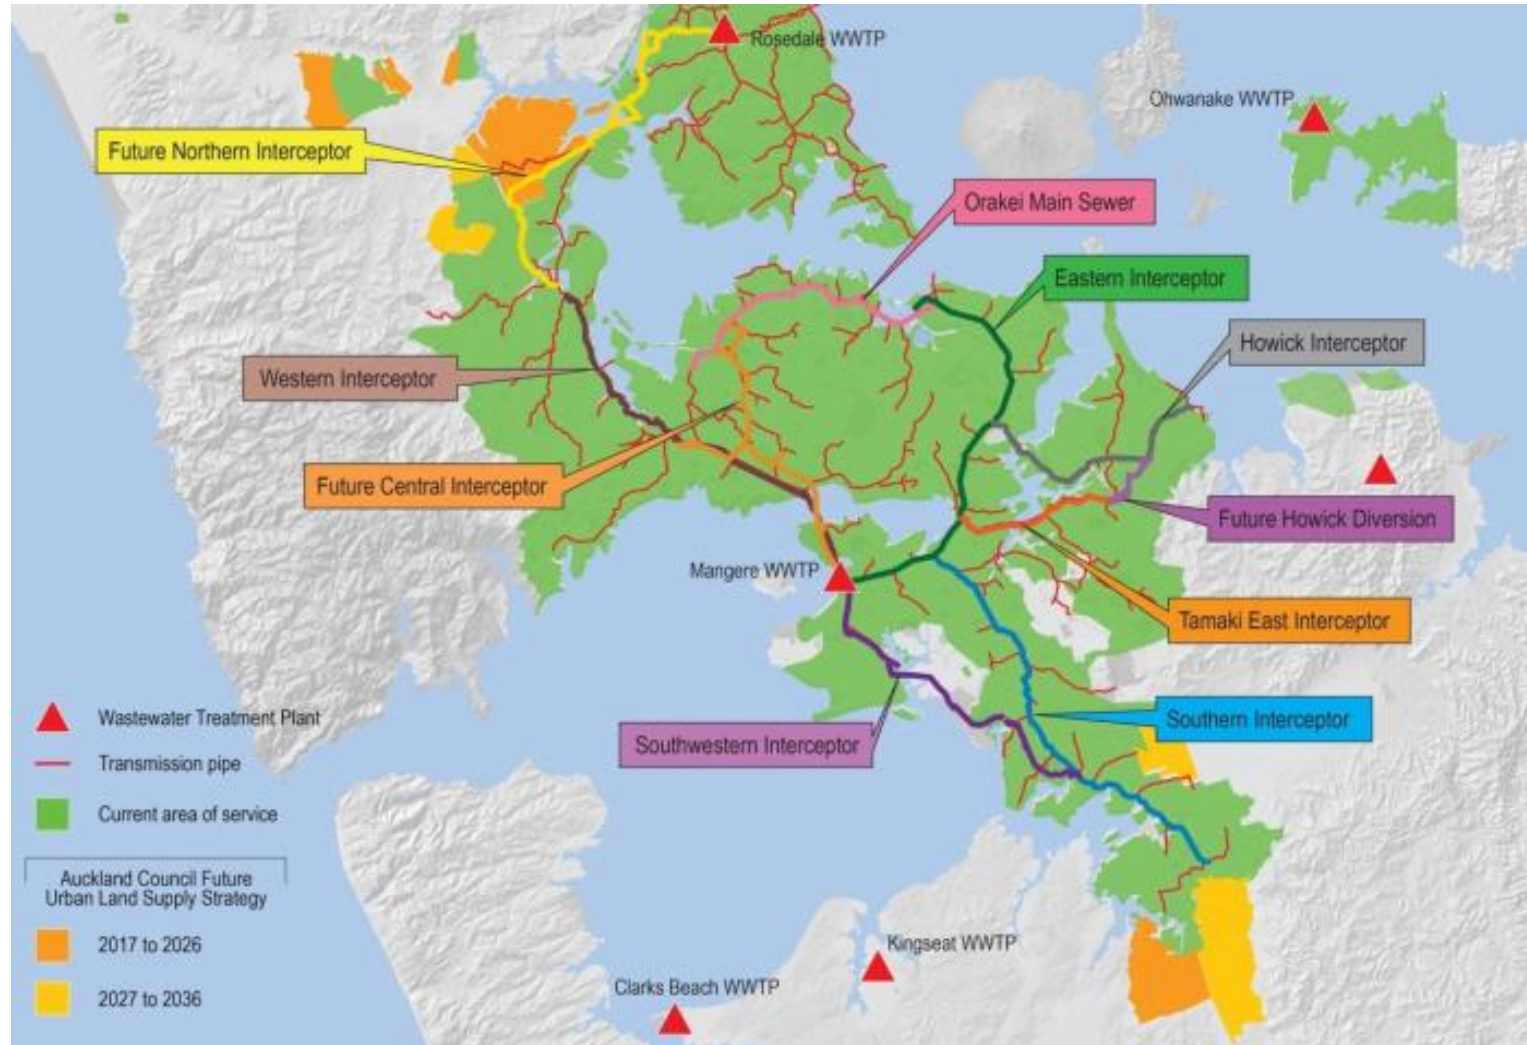 Rosedale WWTP
Ohwanake WWTP
Future Northern Interceptor
Orakei Main Sewer
Eastern Interceptor
Howick Interceptor
Western Interceptor
Future Central Interceptor
Future Howick Diversion
Mangere WWTP
Tamaki East Interceptor
Southern Interceptor
Southwestern Interceptor
Wastewater Treatment Plant
Transmission pipe
Current area of service
Auckland Council Future
Urban Land Supply Strategy
2017 to 2026
2027 to 2036
Kingseat WWTP
Clarks Beach WWTP